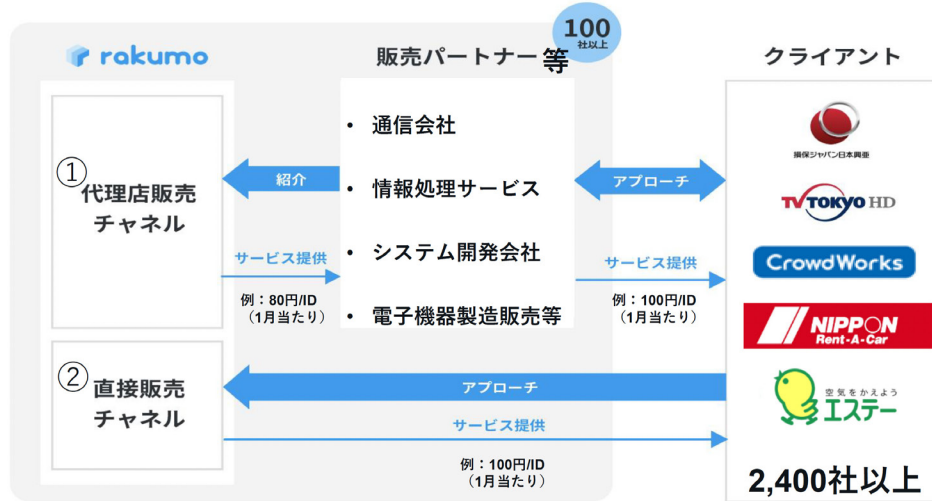 rakumo
販売パートナー等
100
社以上
クライアント
①
代理店販売
チャネル
紹介
サービス提供
例：80円/ID
（1月当たり）
• 通信会社
• 情報処理サービス
• システム開発会社
• 電子機器製造販売等
アプローチ
サービス提供
例：100円/ID
（1月当たり）
損保ジャパン日本興亜
TV TOKYO HD
CrowdWorks
NIPPON
Rent-A-Car
空気をかえよう
エステー
2,400社以上
②
直接販売
チャネル
アプローチ
サービス提供
例：100円/ID
（1月当たり）